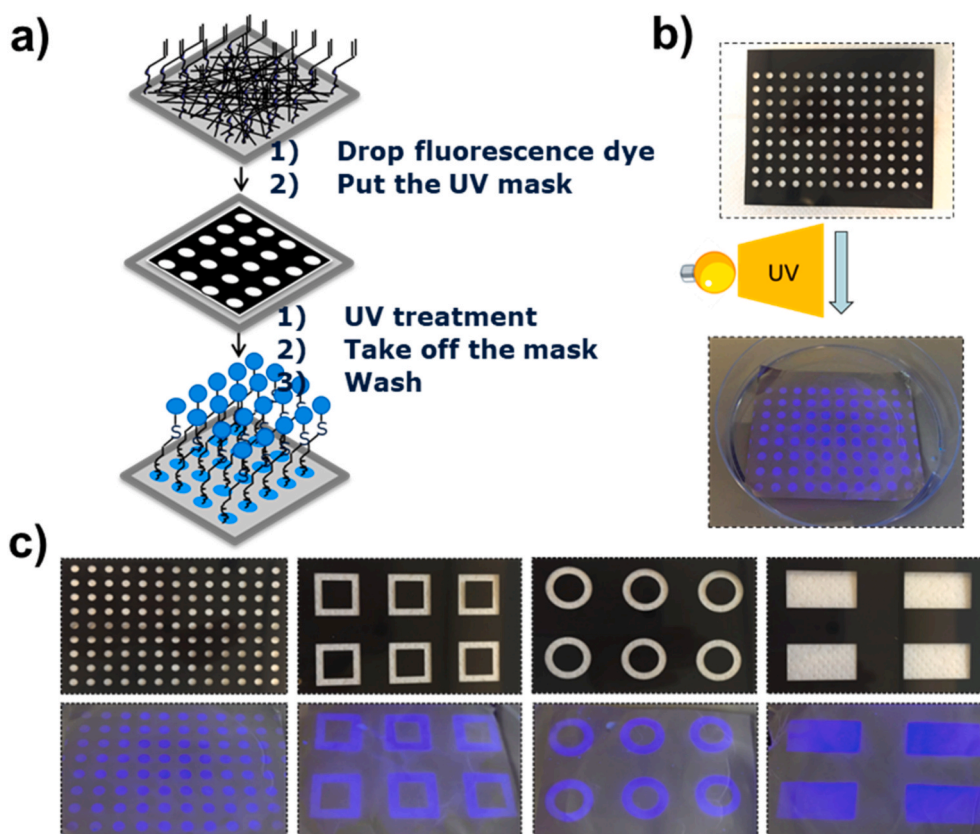 a)
1) Drop fluorescence dye
2) Put the UV mask
1) UV treatment
2) Take off the mask
3) Wash
S
S
S
b)
UV
c)